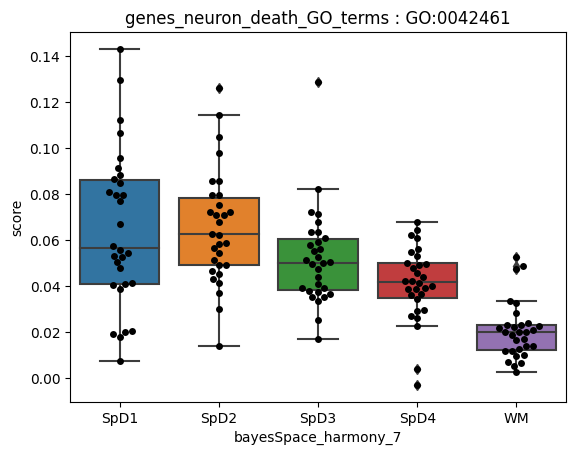 genes_neuron_death_GO_terms : GO:0042461
0.14
0.12
0.10
0.08
0.06
0.04
0.02
0.00
score
SpD1 SpD2 SpD3 SpD4 WM
bayesSpace_harmony_7